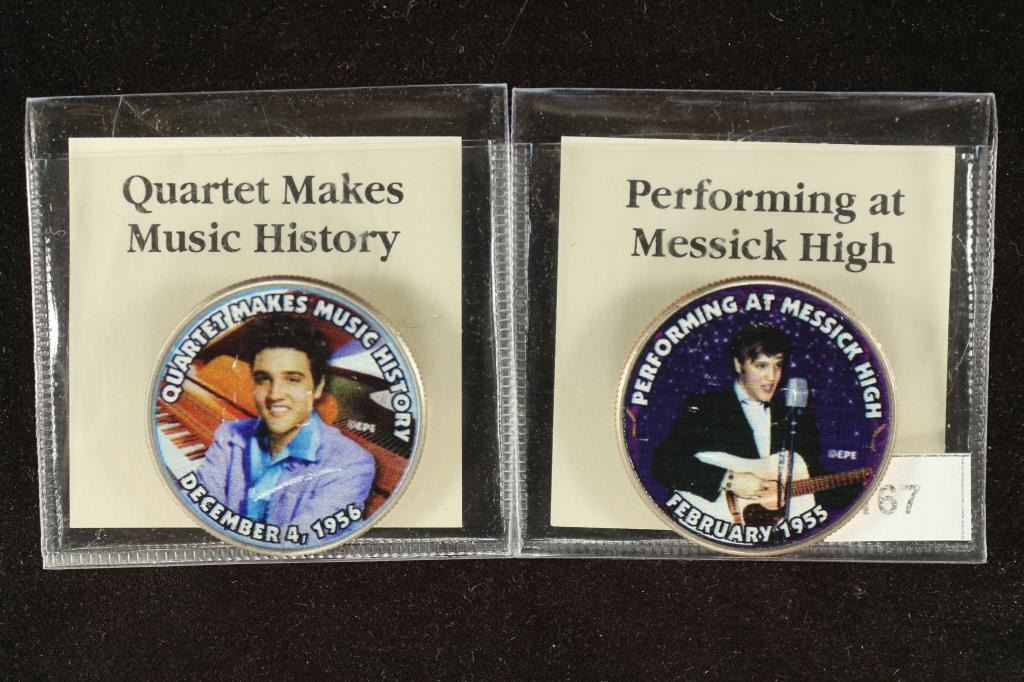 Quartet Makes
Music History
QUARTET MAKES MUSIC HISTORY
©EPE
DECEMBER 4, 1956
Performing at
Messick High
PERFORMING AT MESSICK HIGH
©EPE
FEBRUARY 1955
67